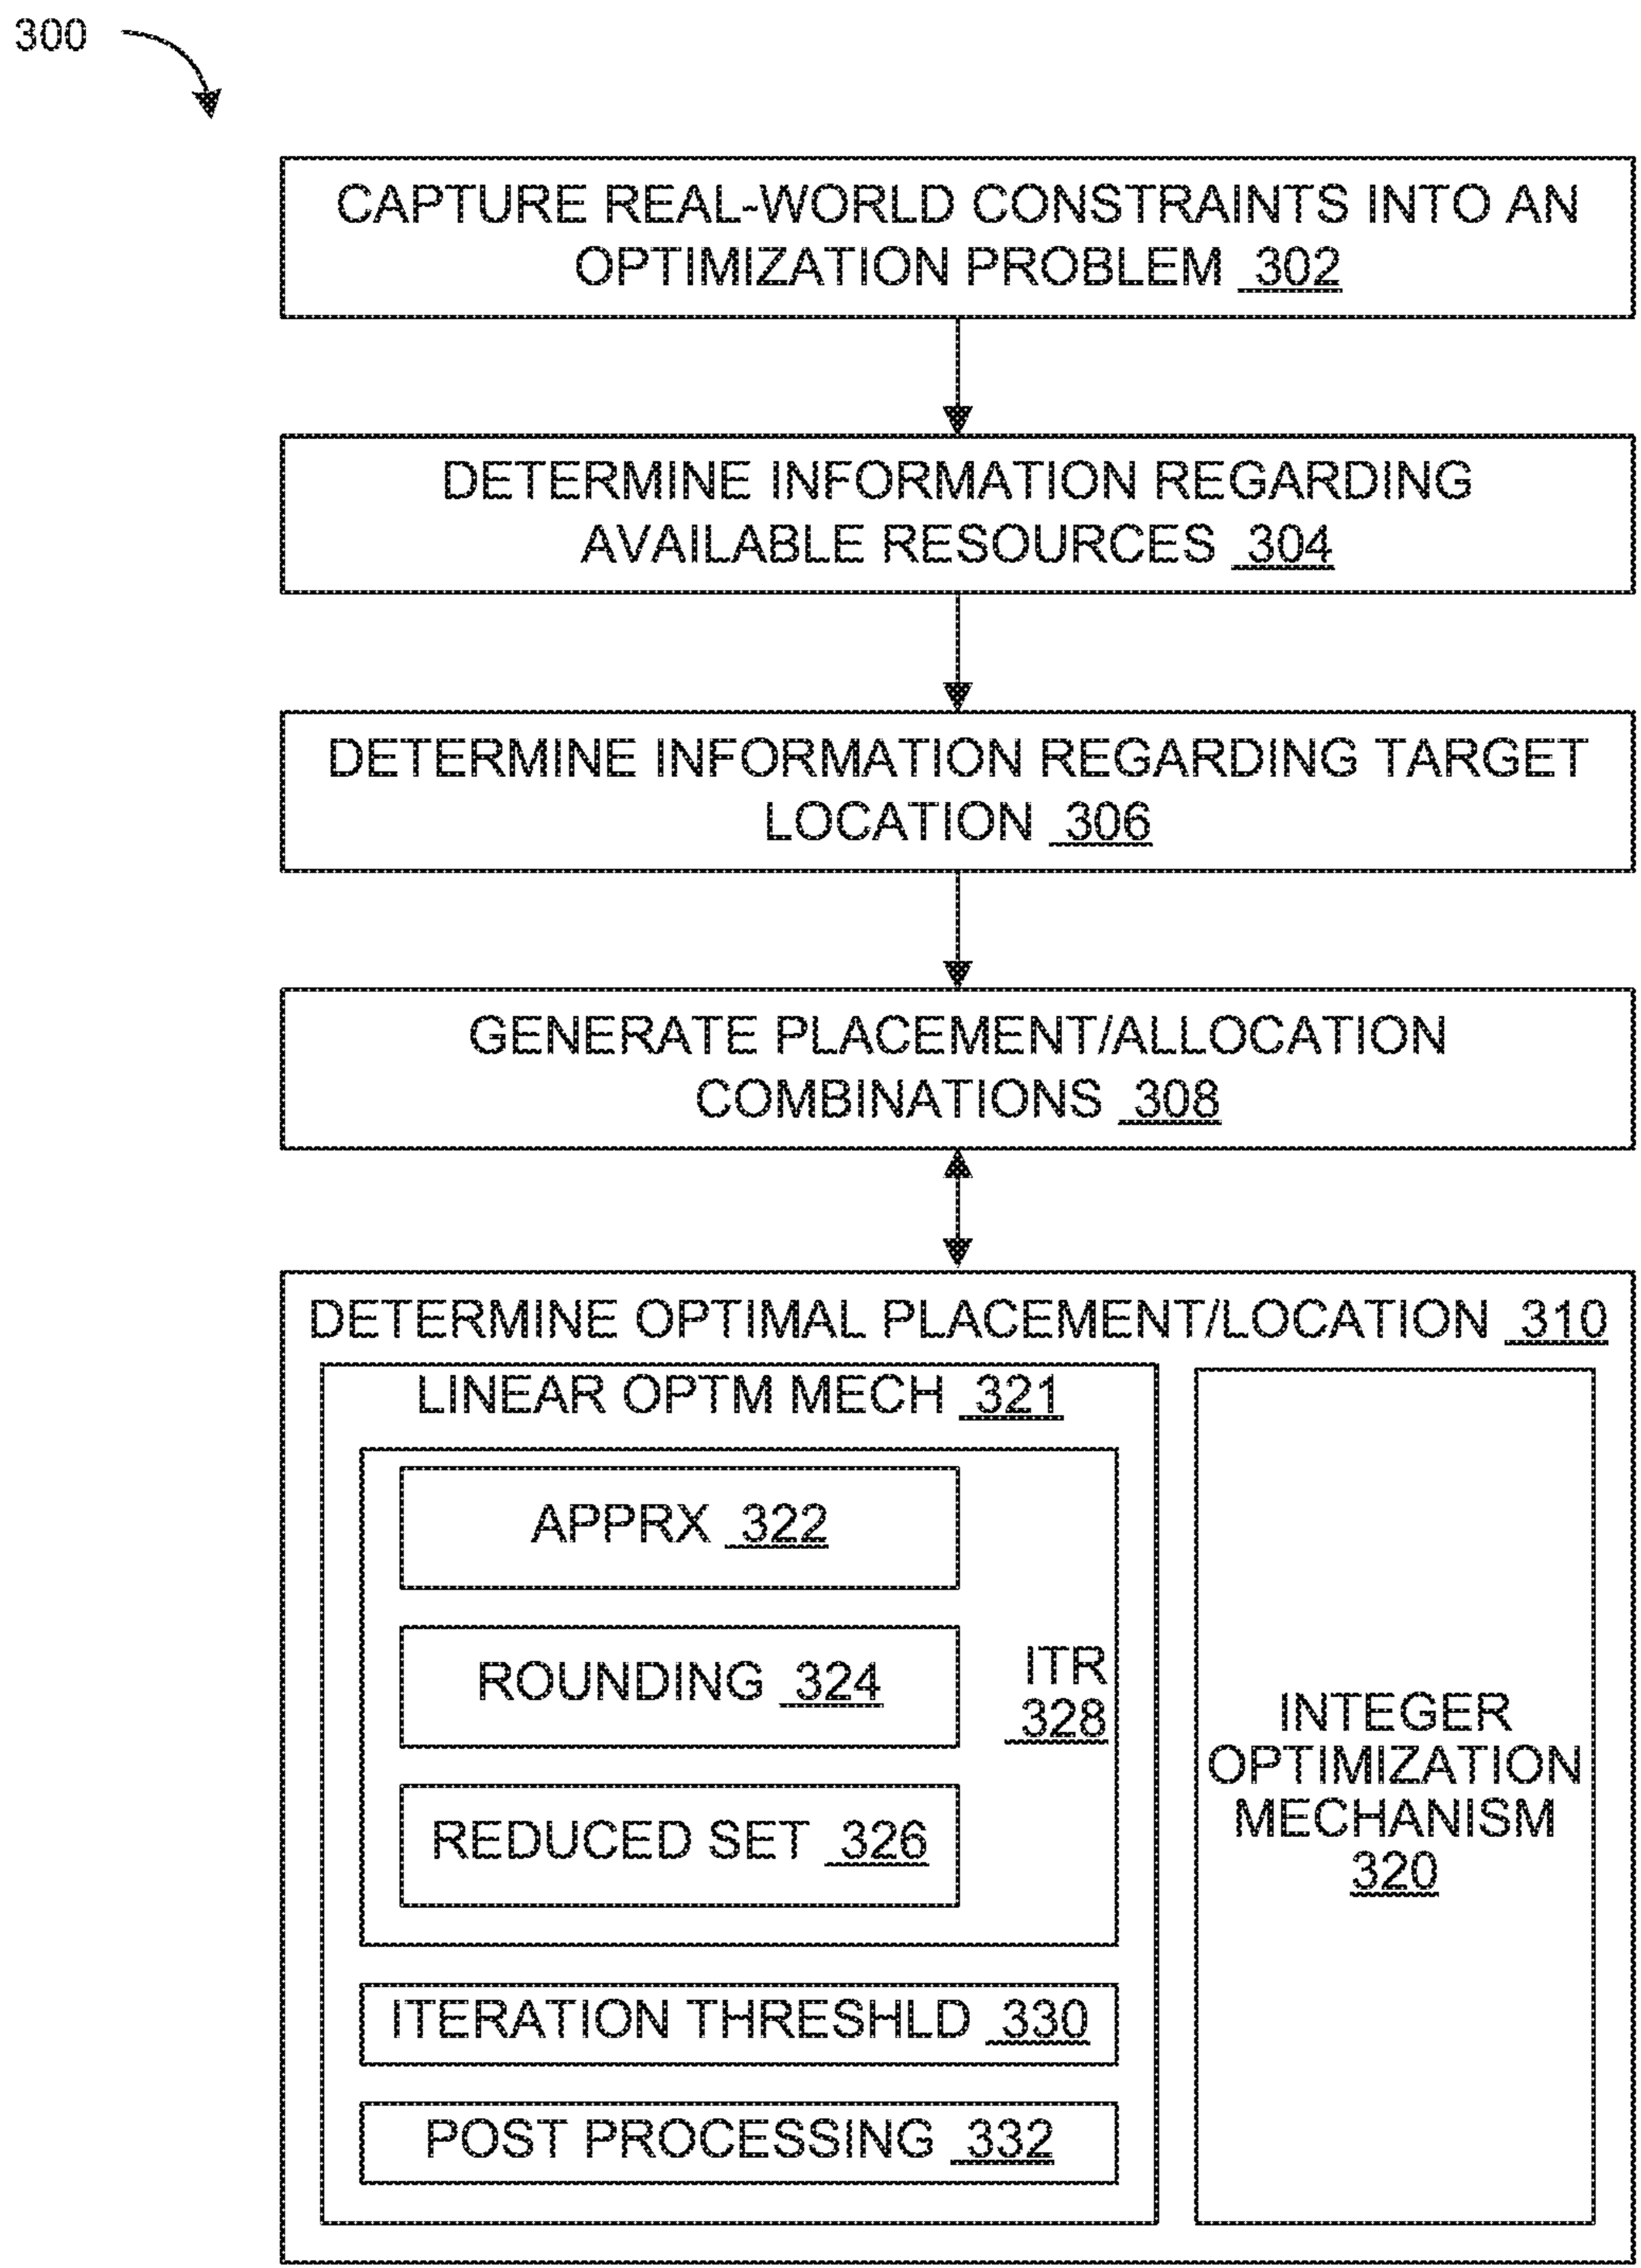 300
CAPTURE REAL-WORLD CONSTRAINTS INTO AN
OPTIMIZATION PROBLEM 302
DETERMINE INFORMATION REGARDING
AVAILABLE RESOURCES 304
DETERMINE INFORMATION REGARDING TARGET
LOCATION 306
GENERATE PLACEMENT/ALLOCATION
COMBINATIONS 308
DETERMINE OPTIMAL PLACEMENT/LOCATION 310
LINEAR OPTM MECH 321
APPRX 322
ROUNDING 324
REDUCED SET 326
ITR
328
ITERATION THRESHLD 330
POST PROCESSING 332
INTEGER
OPTIMIZATION
MECHANISM
320